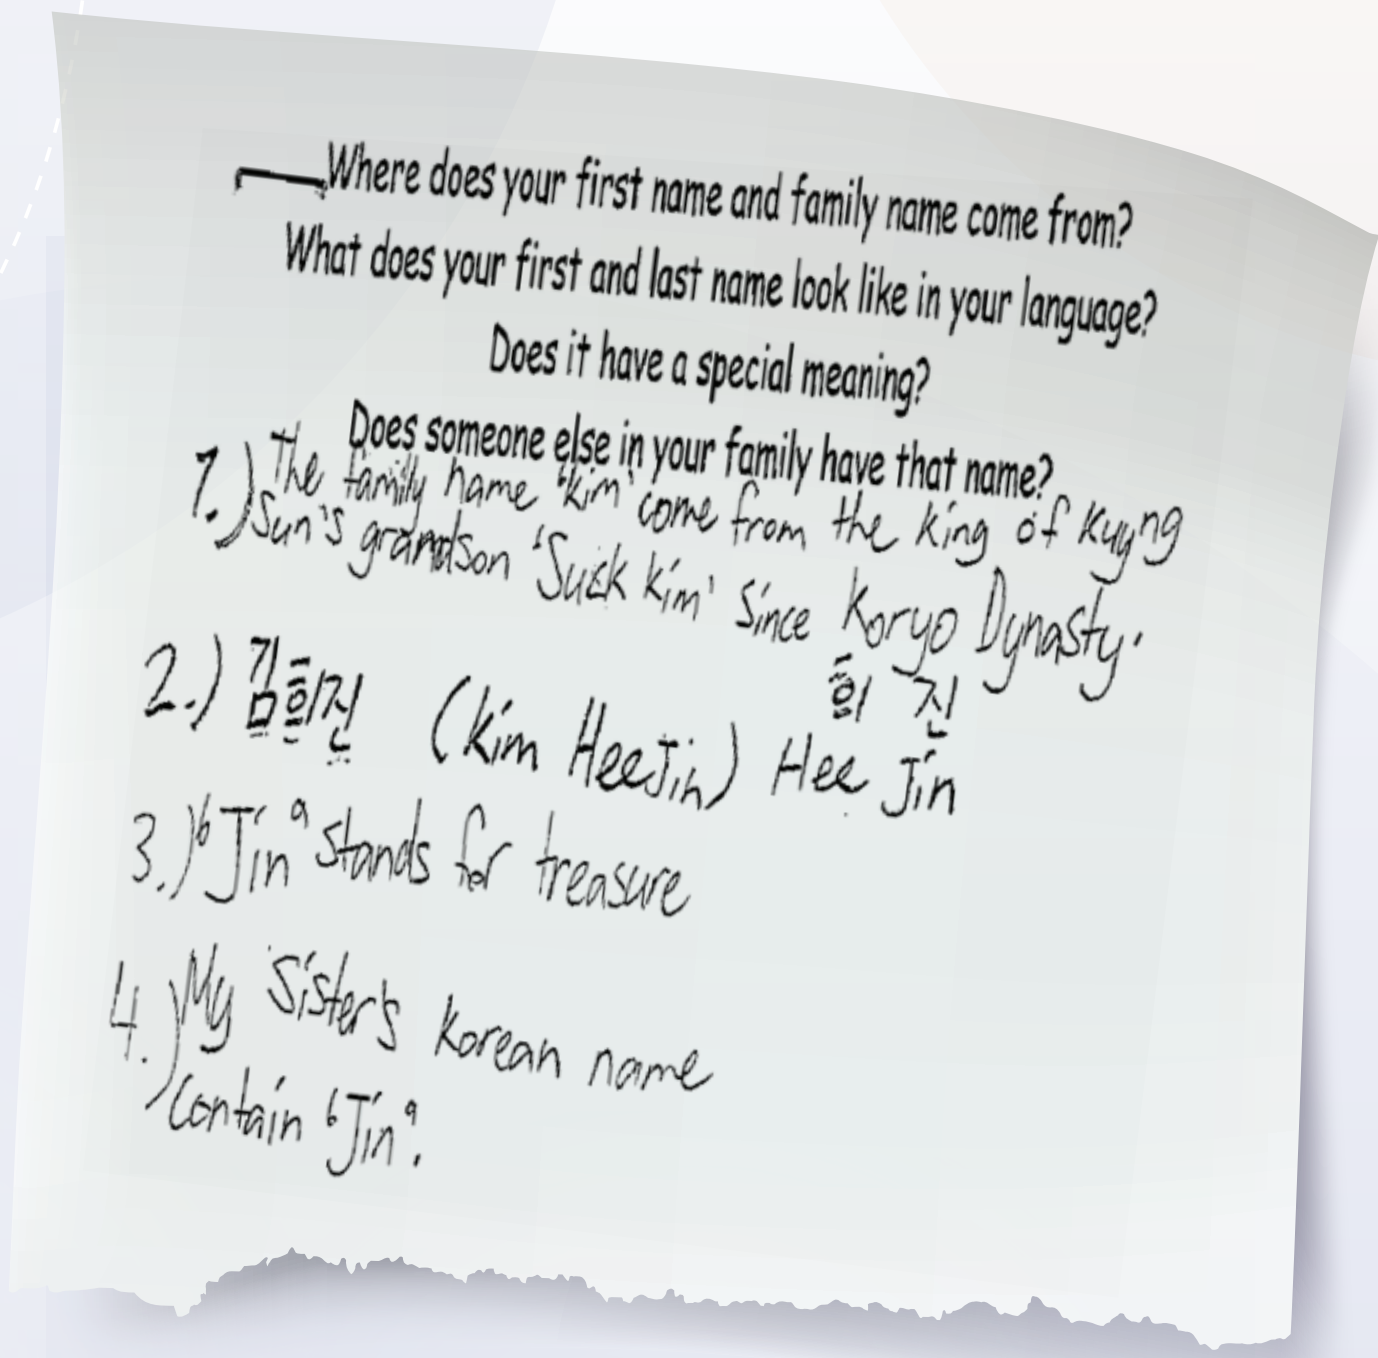 Where does your first name and family name come from?
What does your first and last name look like in your language?
Does it have a special meaning?
Does someone else in your family have that name?
1.) The family name 'kim' come from the king of Kyung
Sun's grandson 'Suck kim' since Koryo Dynasty.
희 진
2.) 김희진 (Kim HeeJin) Hee Jin
3.) 'Jin' stands for treasure
4.) My Sister's korean name
contain 'Jin'.